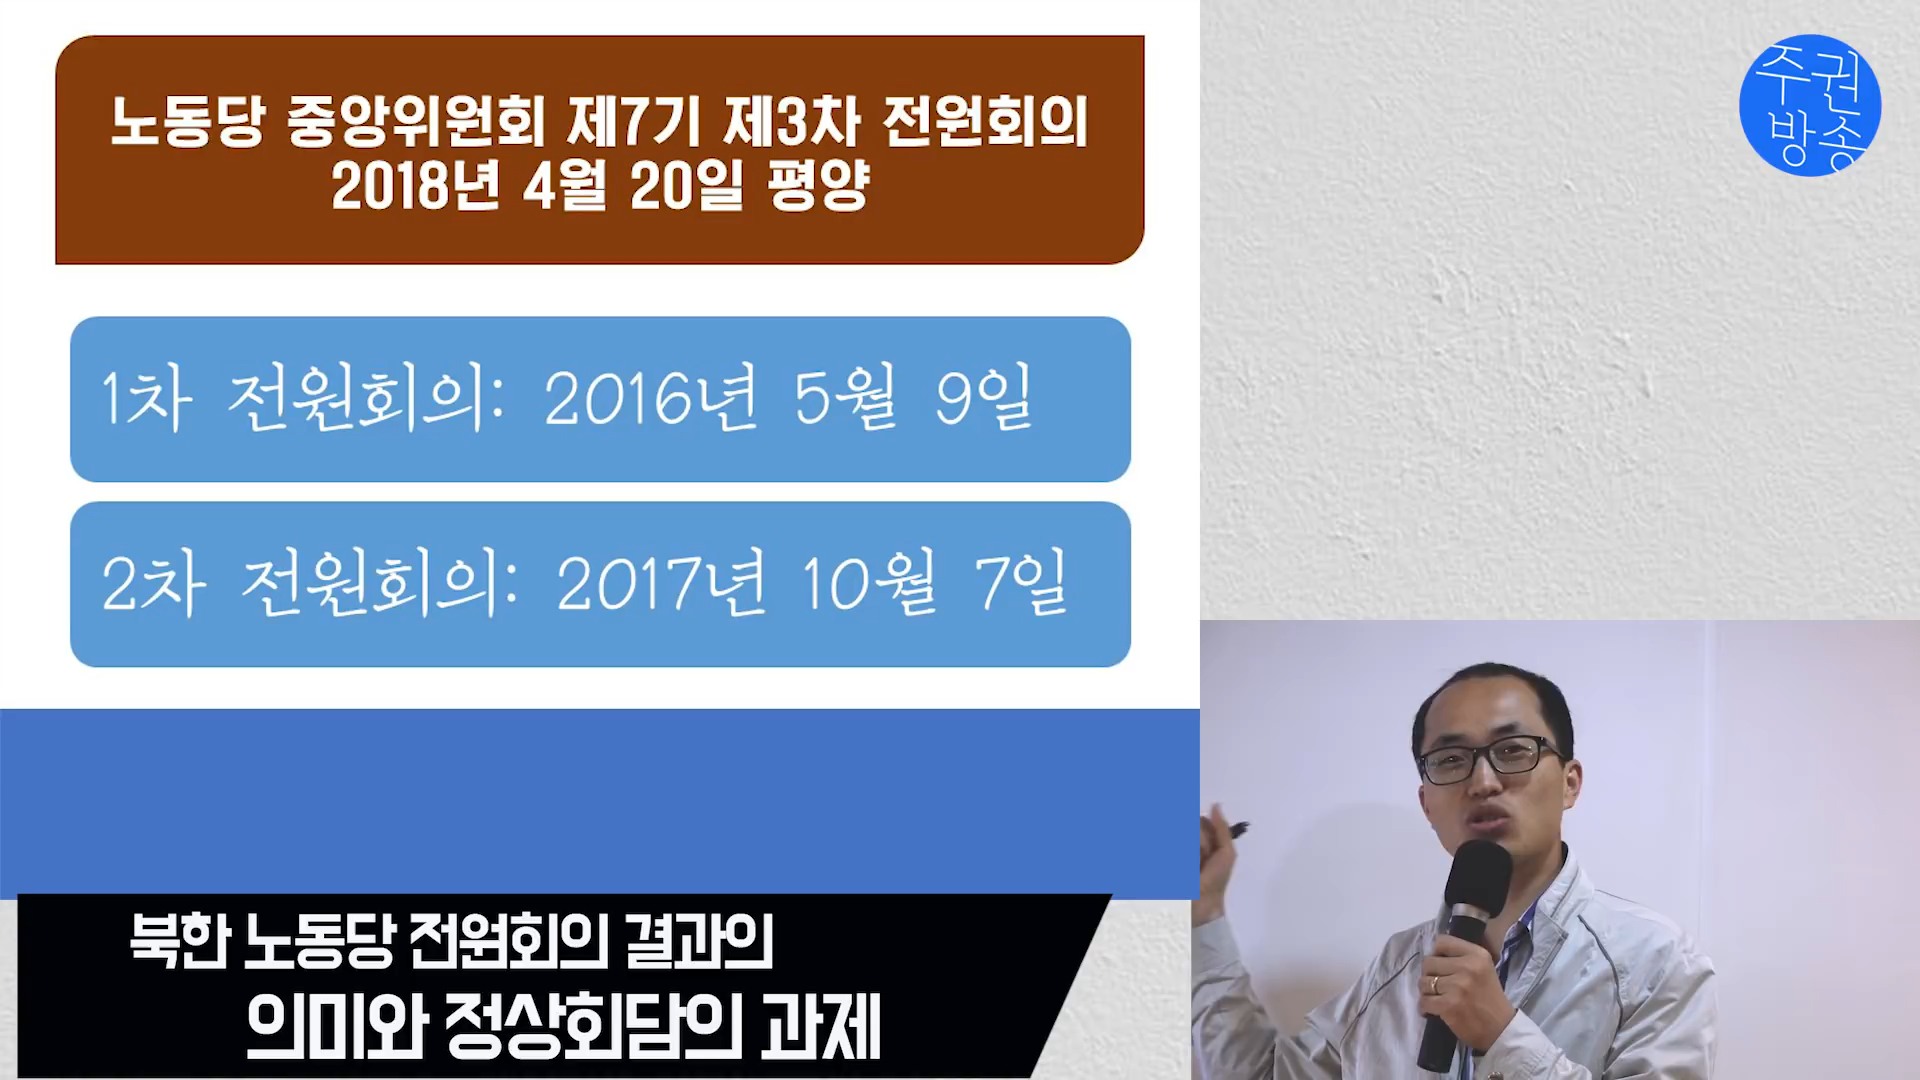 노동당 중앙위원회 제7기 제3차 전원회의
2018년 4월 20일 평양
1차 전원회의: 2016년 5월 9일
2차 전원회의: 2017년 10월 7일
북한 노동당 전원회의 결과의
의미와 정상회담의 과제
주권
방송